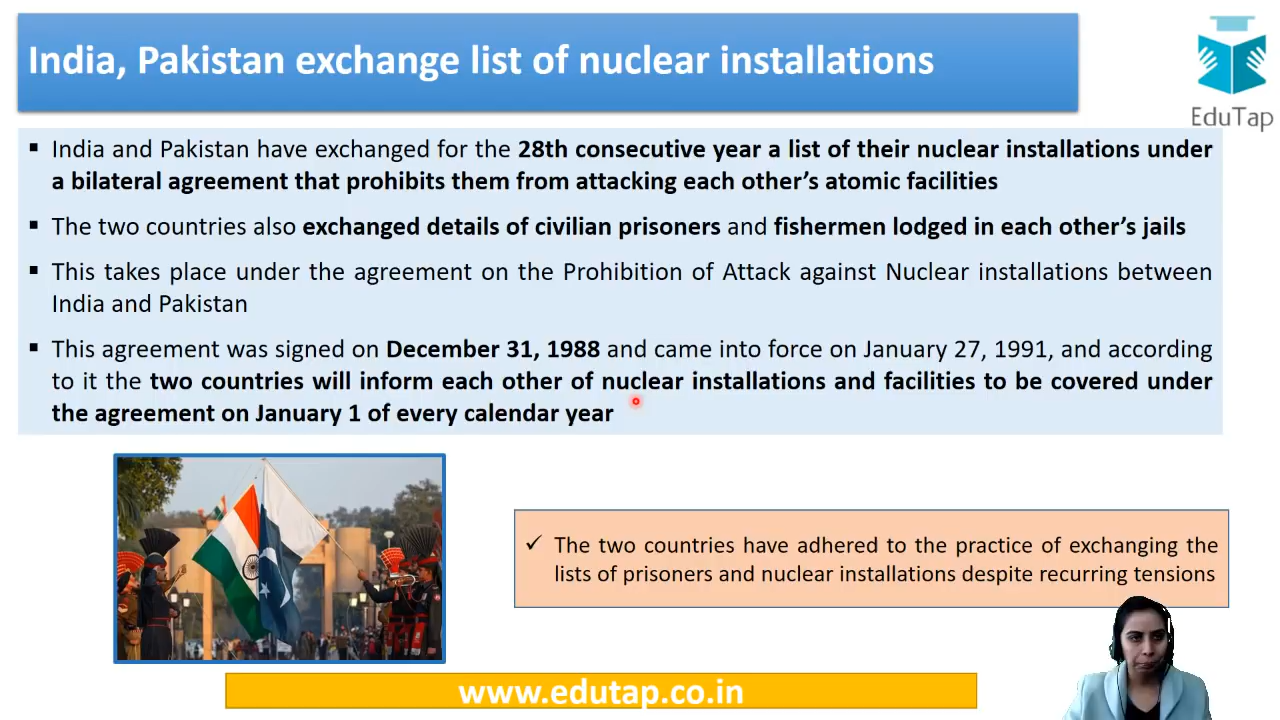 India, Pakistan exchange list of nuclear installations
EduTap
▪ India and Pakistan have exchanged for the 28th consecutive year a list of their nuclear installations under
a bilateral agreement that prohibits them from attacking each other’s atomic facilities
▪ The two countries also exchanged details of civilian prisoners and fishermen lodged in each other’s jails
▪ This takes place under the agreement on the Prohibition of Attack against Nuclear installations between
India and Pakistan
▪ This agreement was signed on December 31, 1988 and came into force on January 27, 1991, and according
to it the two countries will inform each other of nuclear installations and facilities to be covered under
the agreement on January 1 of every calendar year
✓ The two countries have adhered to the practice of exchanging the
lists of prisoners and nuclear installations despite recurring tensions
www.edutap.co.in